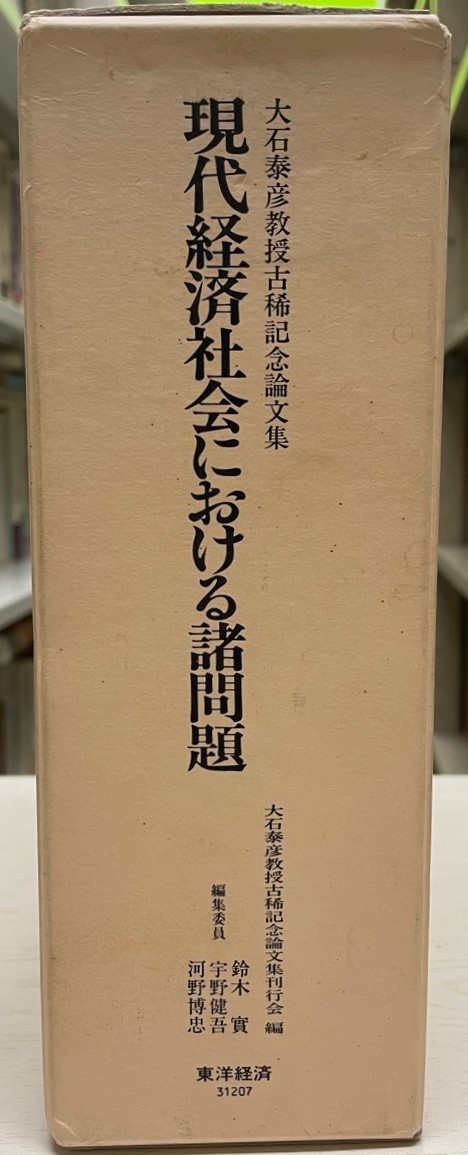 大石泰彦教授古稀記念論文集
現代経済社会における諸問題
大石泰彦教授古稀記念論文集刊行会 編
編集委員
鈴木 實
宇野健吾
河野博忠
東洋経済
31207